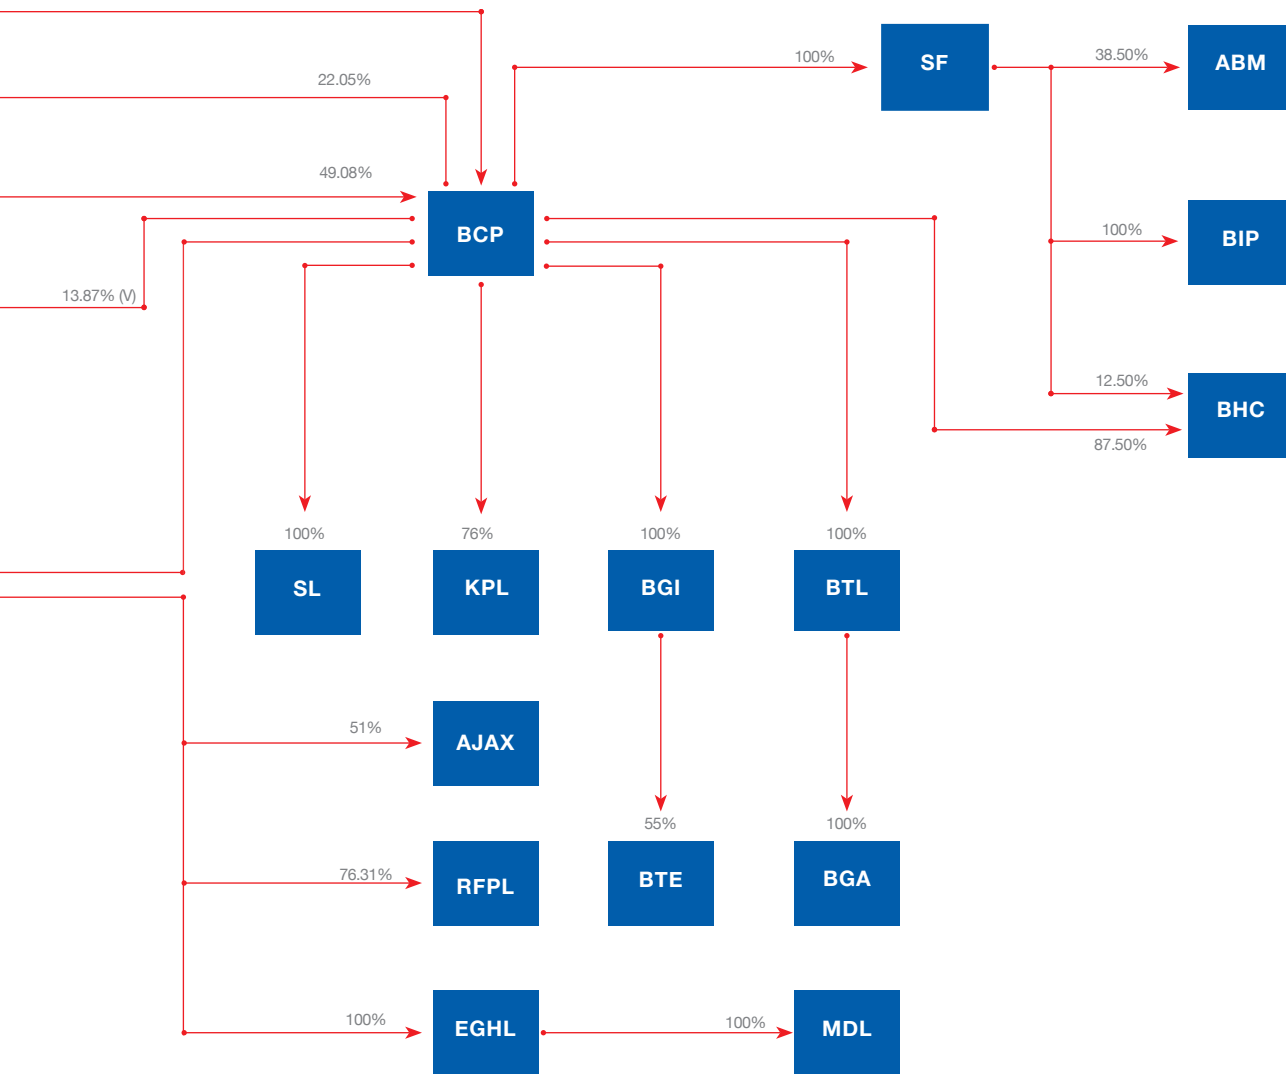 100%
SF
38.50%
ABM
22.05%
49.08%
BCP
100%
BIP
13.87% (V)
12.50%
BHC
87.50%
100%
76%
100%
100%
SL
KPL
BGI
BTL
51%
AJAX
55%
100%
76.31%
RFPL
BTE
BGA
100%
EGHL
100%
MDL